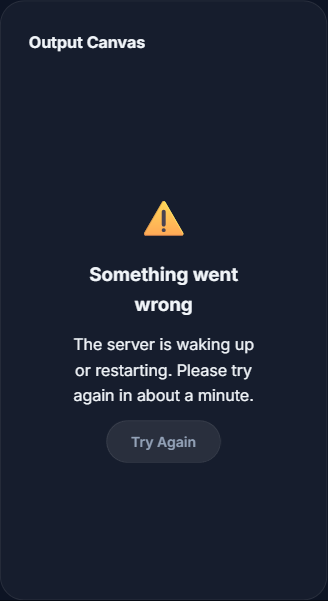 Output Canvas
Something went
wrong
The server is waking up
or restarting. Please try
again in about a minute.
Try Again